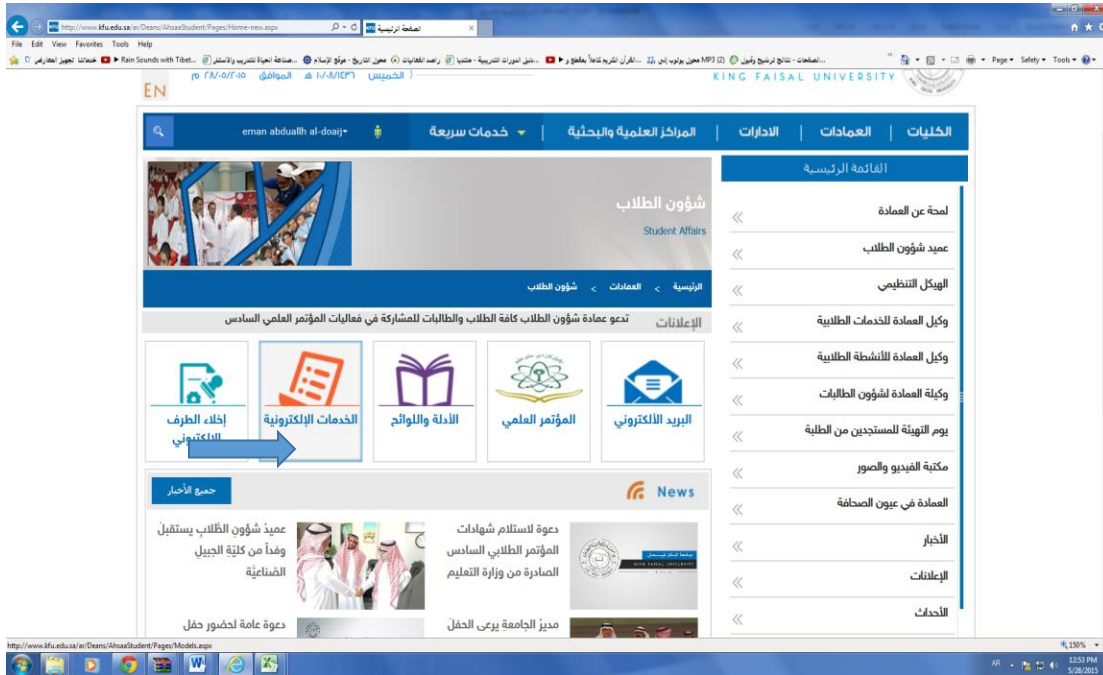 http://www.kfu.edu.sa/ar/Deans/AhsaaStudent/Pages/Home-new.aspx
الصفحة الرئيسية
File Edit View Favorites Tools Help
Page Safety Tools
EN
الخميس ١٠/٠٨/١٤٣٦ هـ الموافق ٢٨/٠٥/٢٠١٥ م
KING FAISAL UNIVERSITY
الكليات | العمادات | الادارات | المراكز العلمية والبحثية | خدمات سريعة
eman abduallh al-doaij
القائمة الرئيسية
لمحة عن العمادة
عميد شؤون الطلاب
الهيكل التنظيمي
وكيل العمادة للخدمات الطلابية
وكيل العمادة للأنشطة الطلابية
وكيلة العمادة لشؤون الطالبات
يوم التهيئة للمستجدين من الطلبة
مكتبة الفيديو والصور
العمادة في عيون الصحافة
الأخبار
الإعلانات
الأحداث
شؤون الطلاب
Student Affairs
الرئيسية > العمادات > شؤون الطلاب
الإعلانات تدعو عمادة شؤون الطلاب كافة الطلاب والطالبات للمشاركة في فعاليات المؤتمر العلمي السادس
البريد الألكتروني
المؤتمر العلمي
الأدلة واللوائح
الخدمات الإلكترونية
إخلاء الطرف
News
جميع الأخبار
دعوة لاستلام شهادات
المؤتمر الطلابي السادس
الصادرة من وزارة التعليم
عميدُ شؤونِ الطُلابِ يستقبلُ
وفداً من كليّةِ الجبيلِ
الصّناعيّة
مديرُ الجامعةِ يرعى الحفلَ
دعوة عامة لحضور حفل
http://www.kfu.edu.sa/ar/Deans/AhsaaStudent/Pages/Models.aspx
150%
AR
12:53 PM
5/28/2015